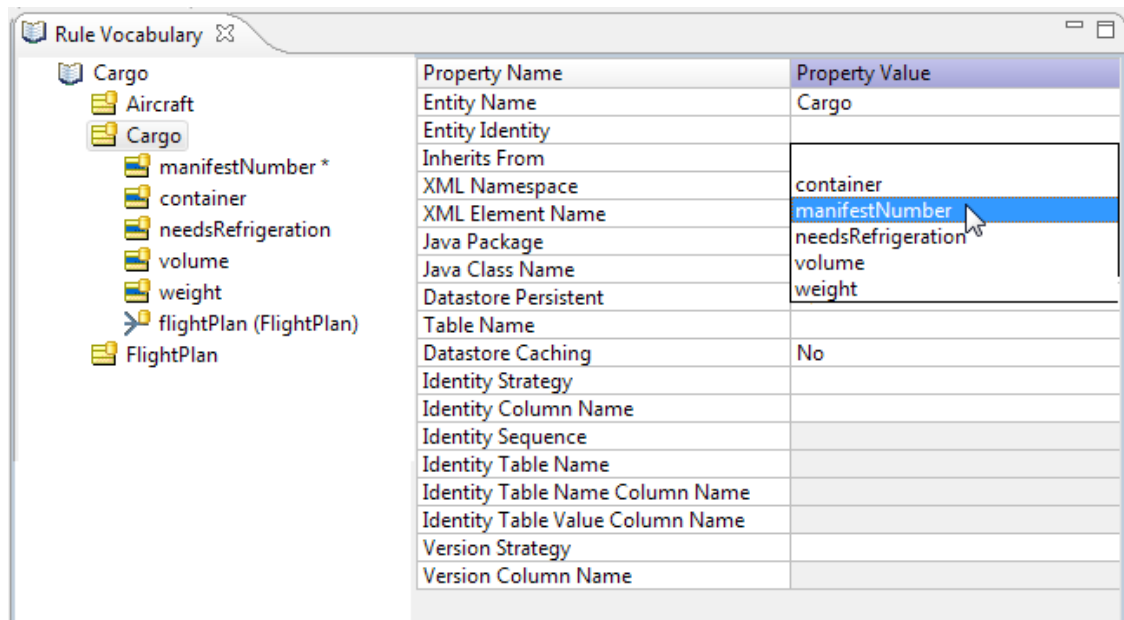 Rule Vocabulary
Cargo
Aircraft
Cargo
manifestNumber *
container
needsRefrigeration
volume
weight
flightPlan (FlightPlan)
FlightPlan
Property Name Property Value
Entity Name Cargo
Entity Identity
Inherits From
XML Namespace container
XML Element Name manifestNumber
Java Package needsRefrigeration
Java Class Name volume
Datastore Persistent weight
Table Name
Datastore Caching No
Identity Strategy
Identity Column Name
Identity Sequence
Identity Table Name
Identity Table Name Column Name
Identity Table Value Column Name
Version Strategy
Version Column Name